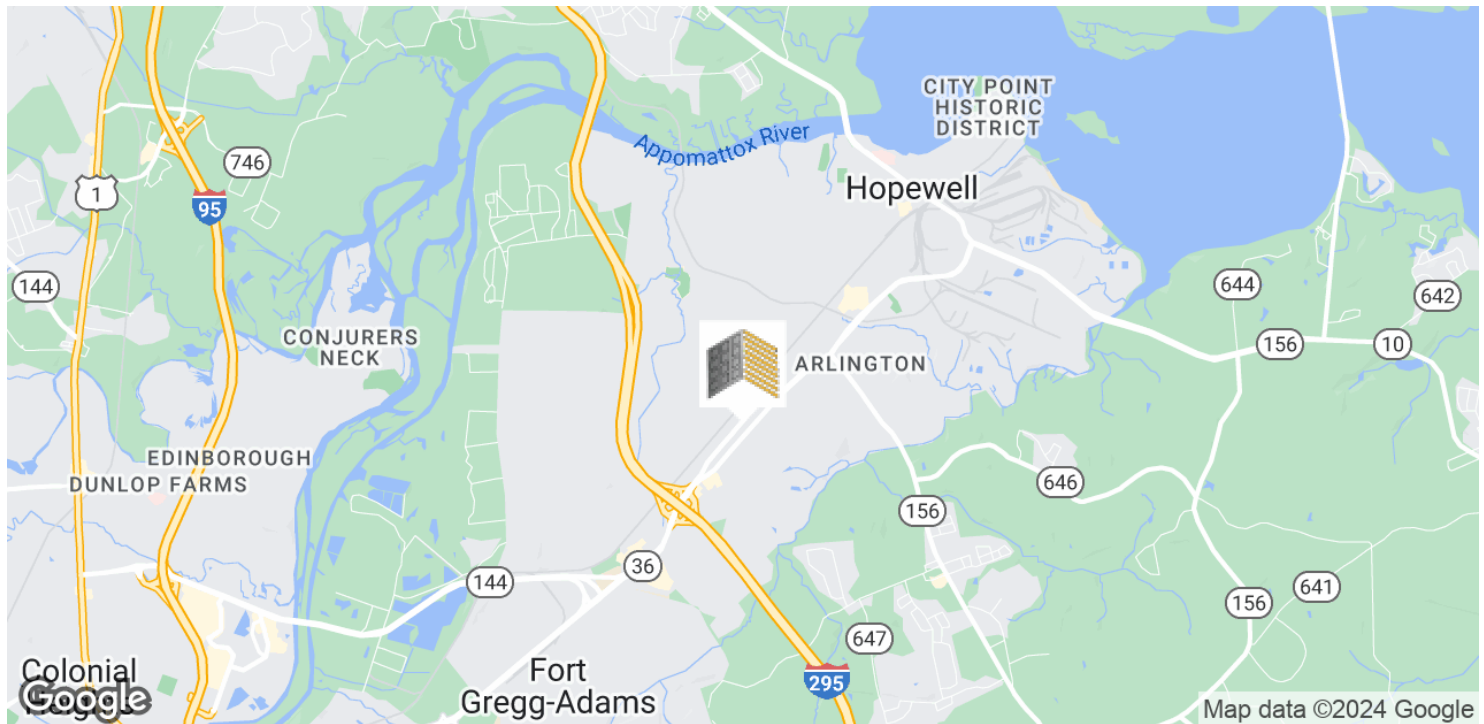 CITY POINT
HISTORIC
DISTRICT
Appomattox River
746
Hopewell
1
95
144
644
642
CONJURERS
NECK
156
10
ARLINGTON
EDINBOROUGH
DUNLOP FARMS
646
156
36
144
641
156
647
Colonial
Heights
Google
Fort
Gregg-Adams
295
Map data ©2024 Google